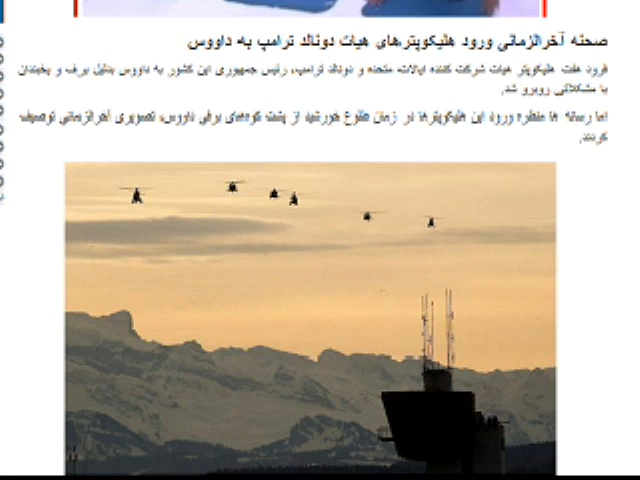 صحنه آخرالزمانی ورود هلیکوپترهای هیات دونالد ترامپ به داووس
فرود هفت هلیکوپتر هیات شرکت کننده ایالات متحده و دونالد ترامپ، رئیس جمهوری این کشور به داووس بدلیل برف و یخبندان
با مشکلاتی روبرو شد.
اما رسانه ها منظره ورود این هلیکوپترها در زمان طلوع خورشید از پشت کوه‌های برفی داووس، تصویری آخرالزمانی توصیف
کردند.